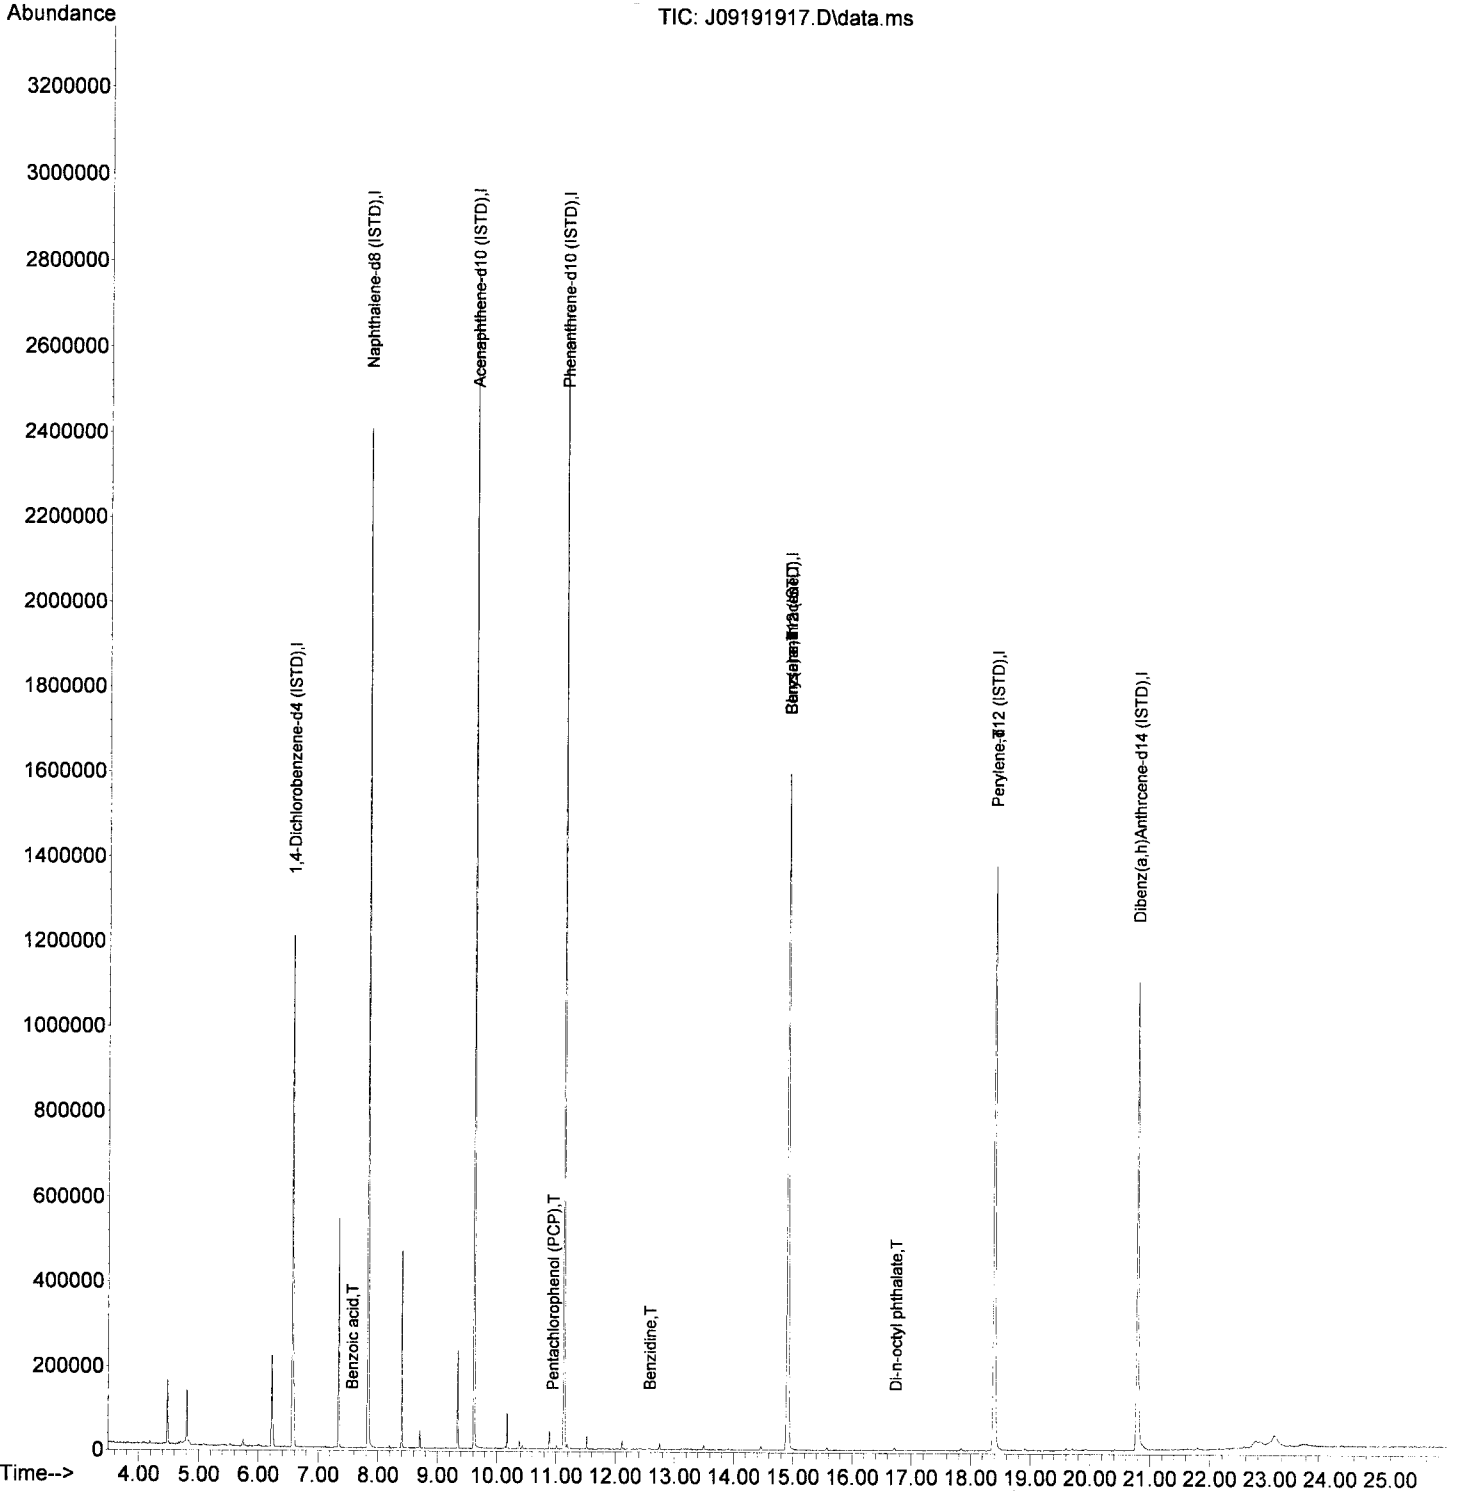 Abundance
TIC: J09191917.D\data.ms
3200000
3000000
2800000
2600000
2400000
2200000
2000000
1800000
1600000
1400000
1200000
1000000
800000
600000
400000
200000
0
1,4-Dichlorobenzene-d4 (ISTD),I
Benzoic acid,T
Naphthalene-d8 (ISTD),I
Acenaphthene-d10 (ISTD),I
Pentachlorophenol (PCP),T
Phenanthrene-d10 (ISTD),I
Benzidine,T
Di-n-octyl phthalate,T
Dibenz(a,h)Anthrcene-d14 (ISTD),I
Time-->
4.00 5.00 6.00 7.00 8.00 9.00 10.00 11.00 12.00 13.00 14.00 15.00 16.00 17.00 18.00 19.00 20.00 21.00 22.00 23.00 24.00 25.00